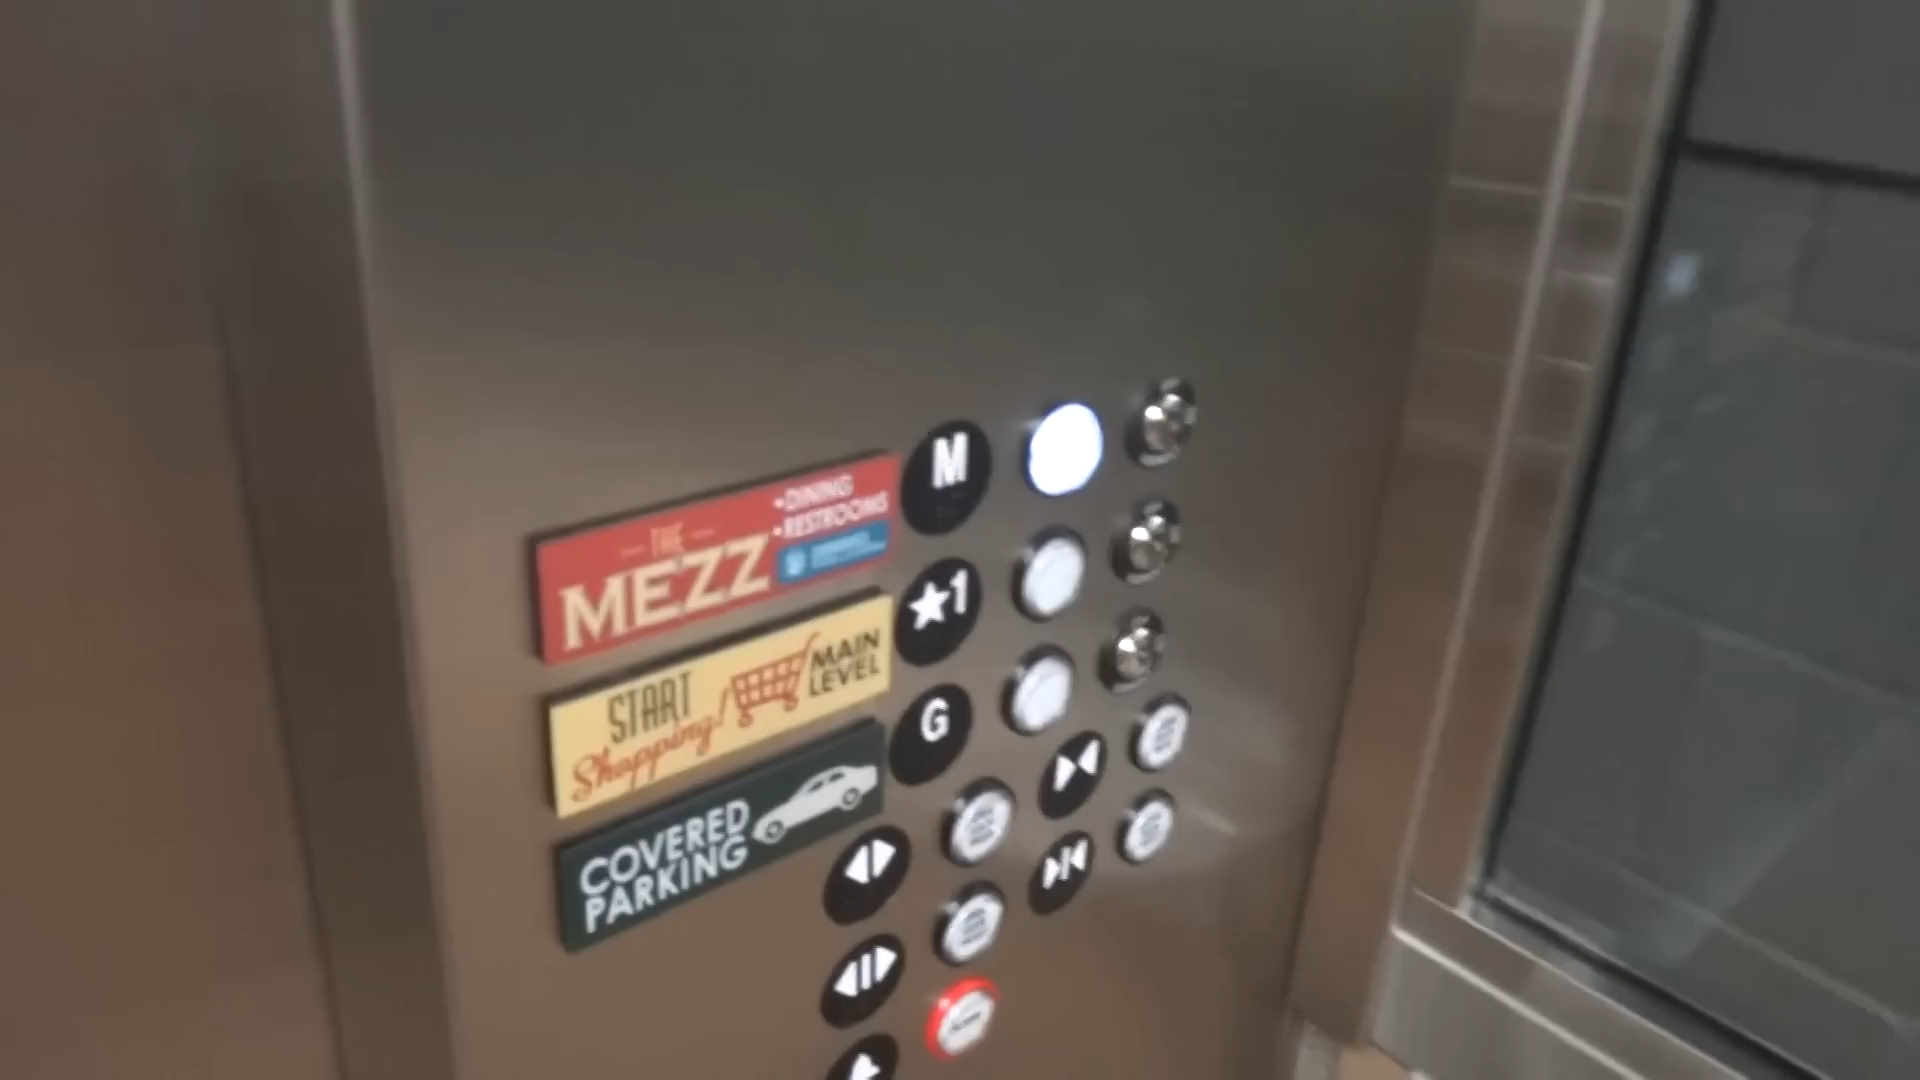 THE
MEZZ
•DINING
•RESTROOMS
M
START
Shopping!
MAIN
LEVEL
★1
COVERED
PARKING
G